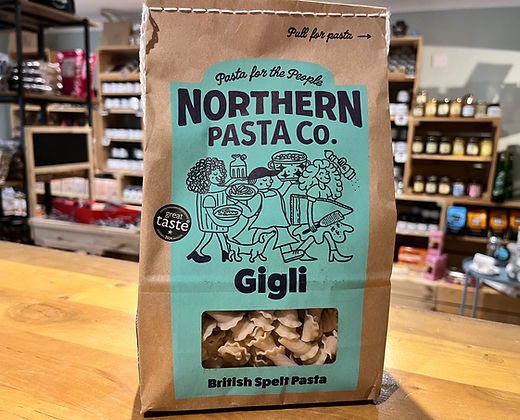 Pull for pasta →
Pasta for the People
NORTHERN
PASTA CO.
great
taste
Gigli
British Spelt Pasta